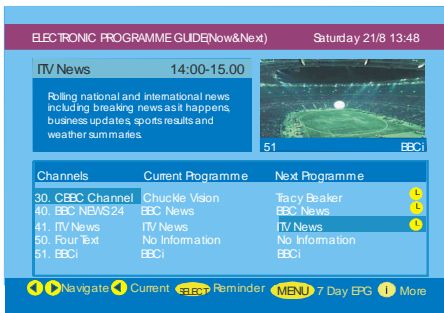 ELECTRONIC PROGRAMME GUIDE(Now&Next) Saturday 21/8 13:48
ITV News 14:00-15.00
Rolling national and international news
including breaking news as it happens,
business updates, sports results and
weather summaries.
51 BBCi
Channels Current Programme Next Programme
30. CBBC Channel Chuckle Vision Tracy Beaker
40. BBC NEWS 24 BBC News BBC News
41. ITV News ITV News ITV News
50. Four Text No Information No Information
51. BBCi BBCi BBCi
Navigate Current SELECT Reminder MENU 7 Day EPG i More